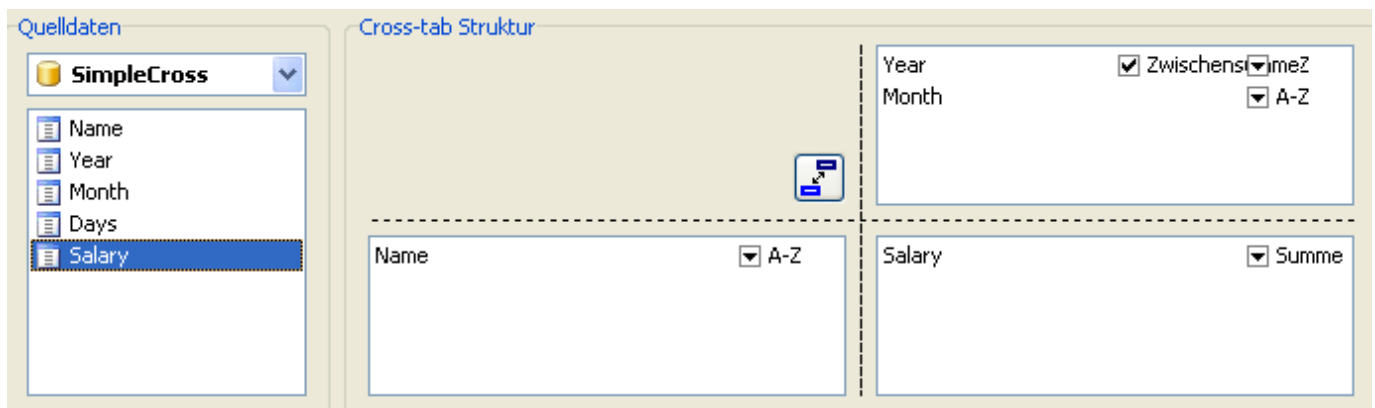 Quelldaten
SimpleCross
Name
Year
Month
Days
Salary
Cross-tab Struktur
Year Z
Month A-Z
Name A-Z
Salary Summe